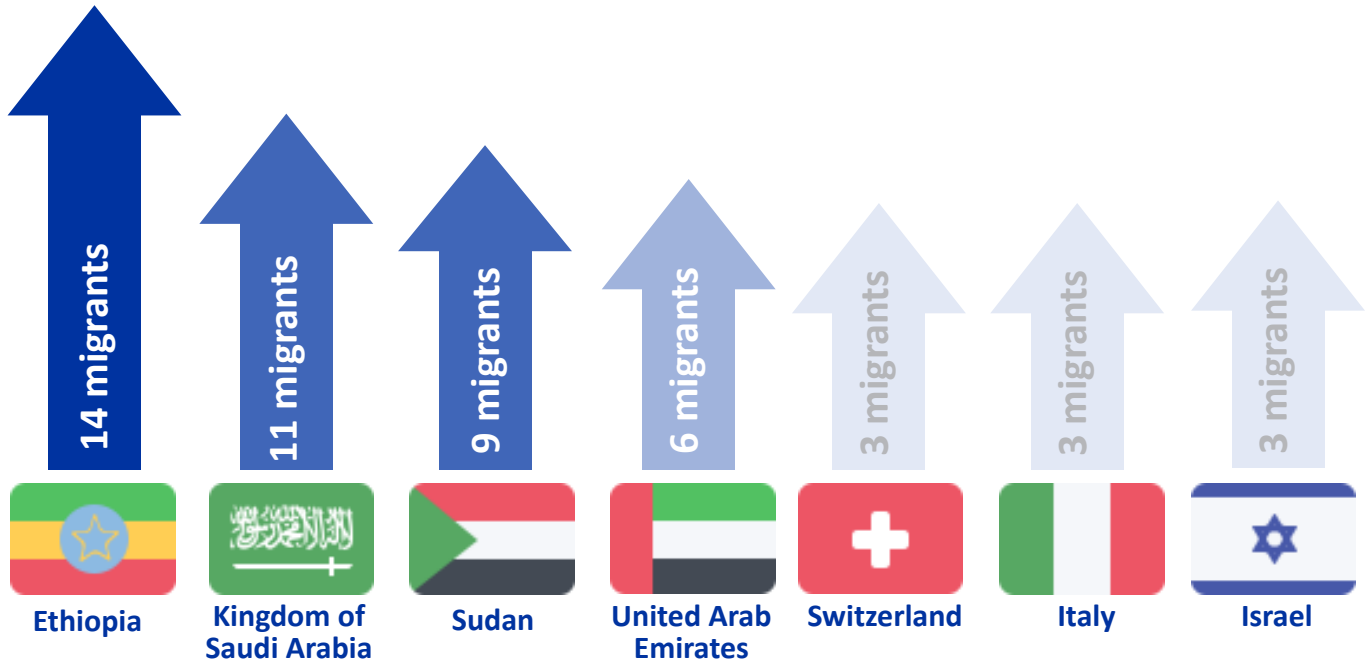 14 migrants
11 migrants
9 migrants
6 migrants
3 migrants
3 migrants
3 migrants
Ethiopia
Kingdom of
Saudi Arabia
Sudan
United Arab
Emirates
Switzerland
Italy
Israel